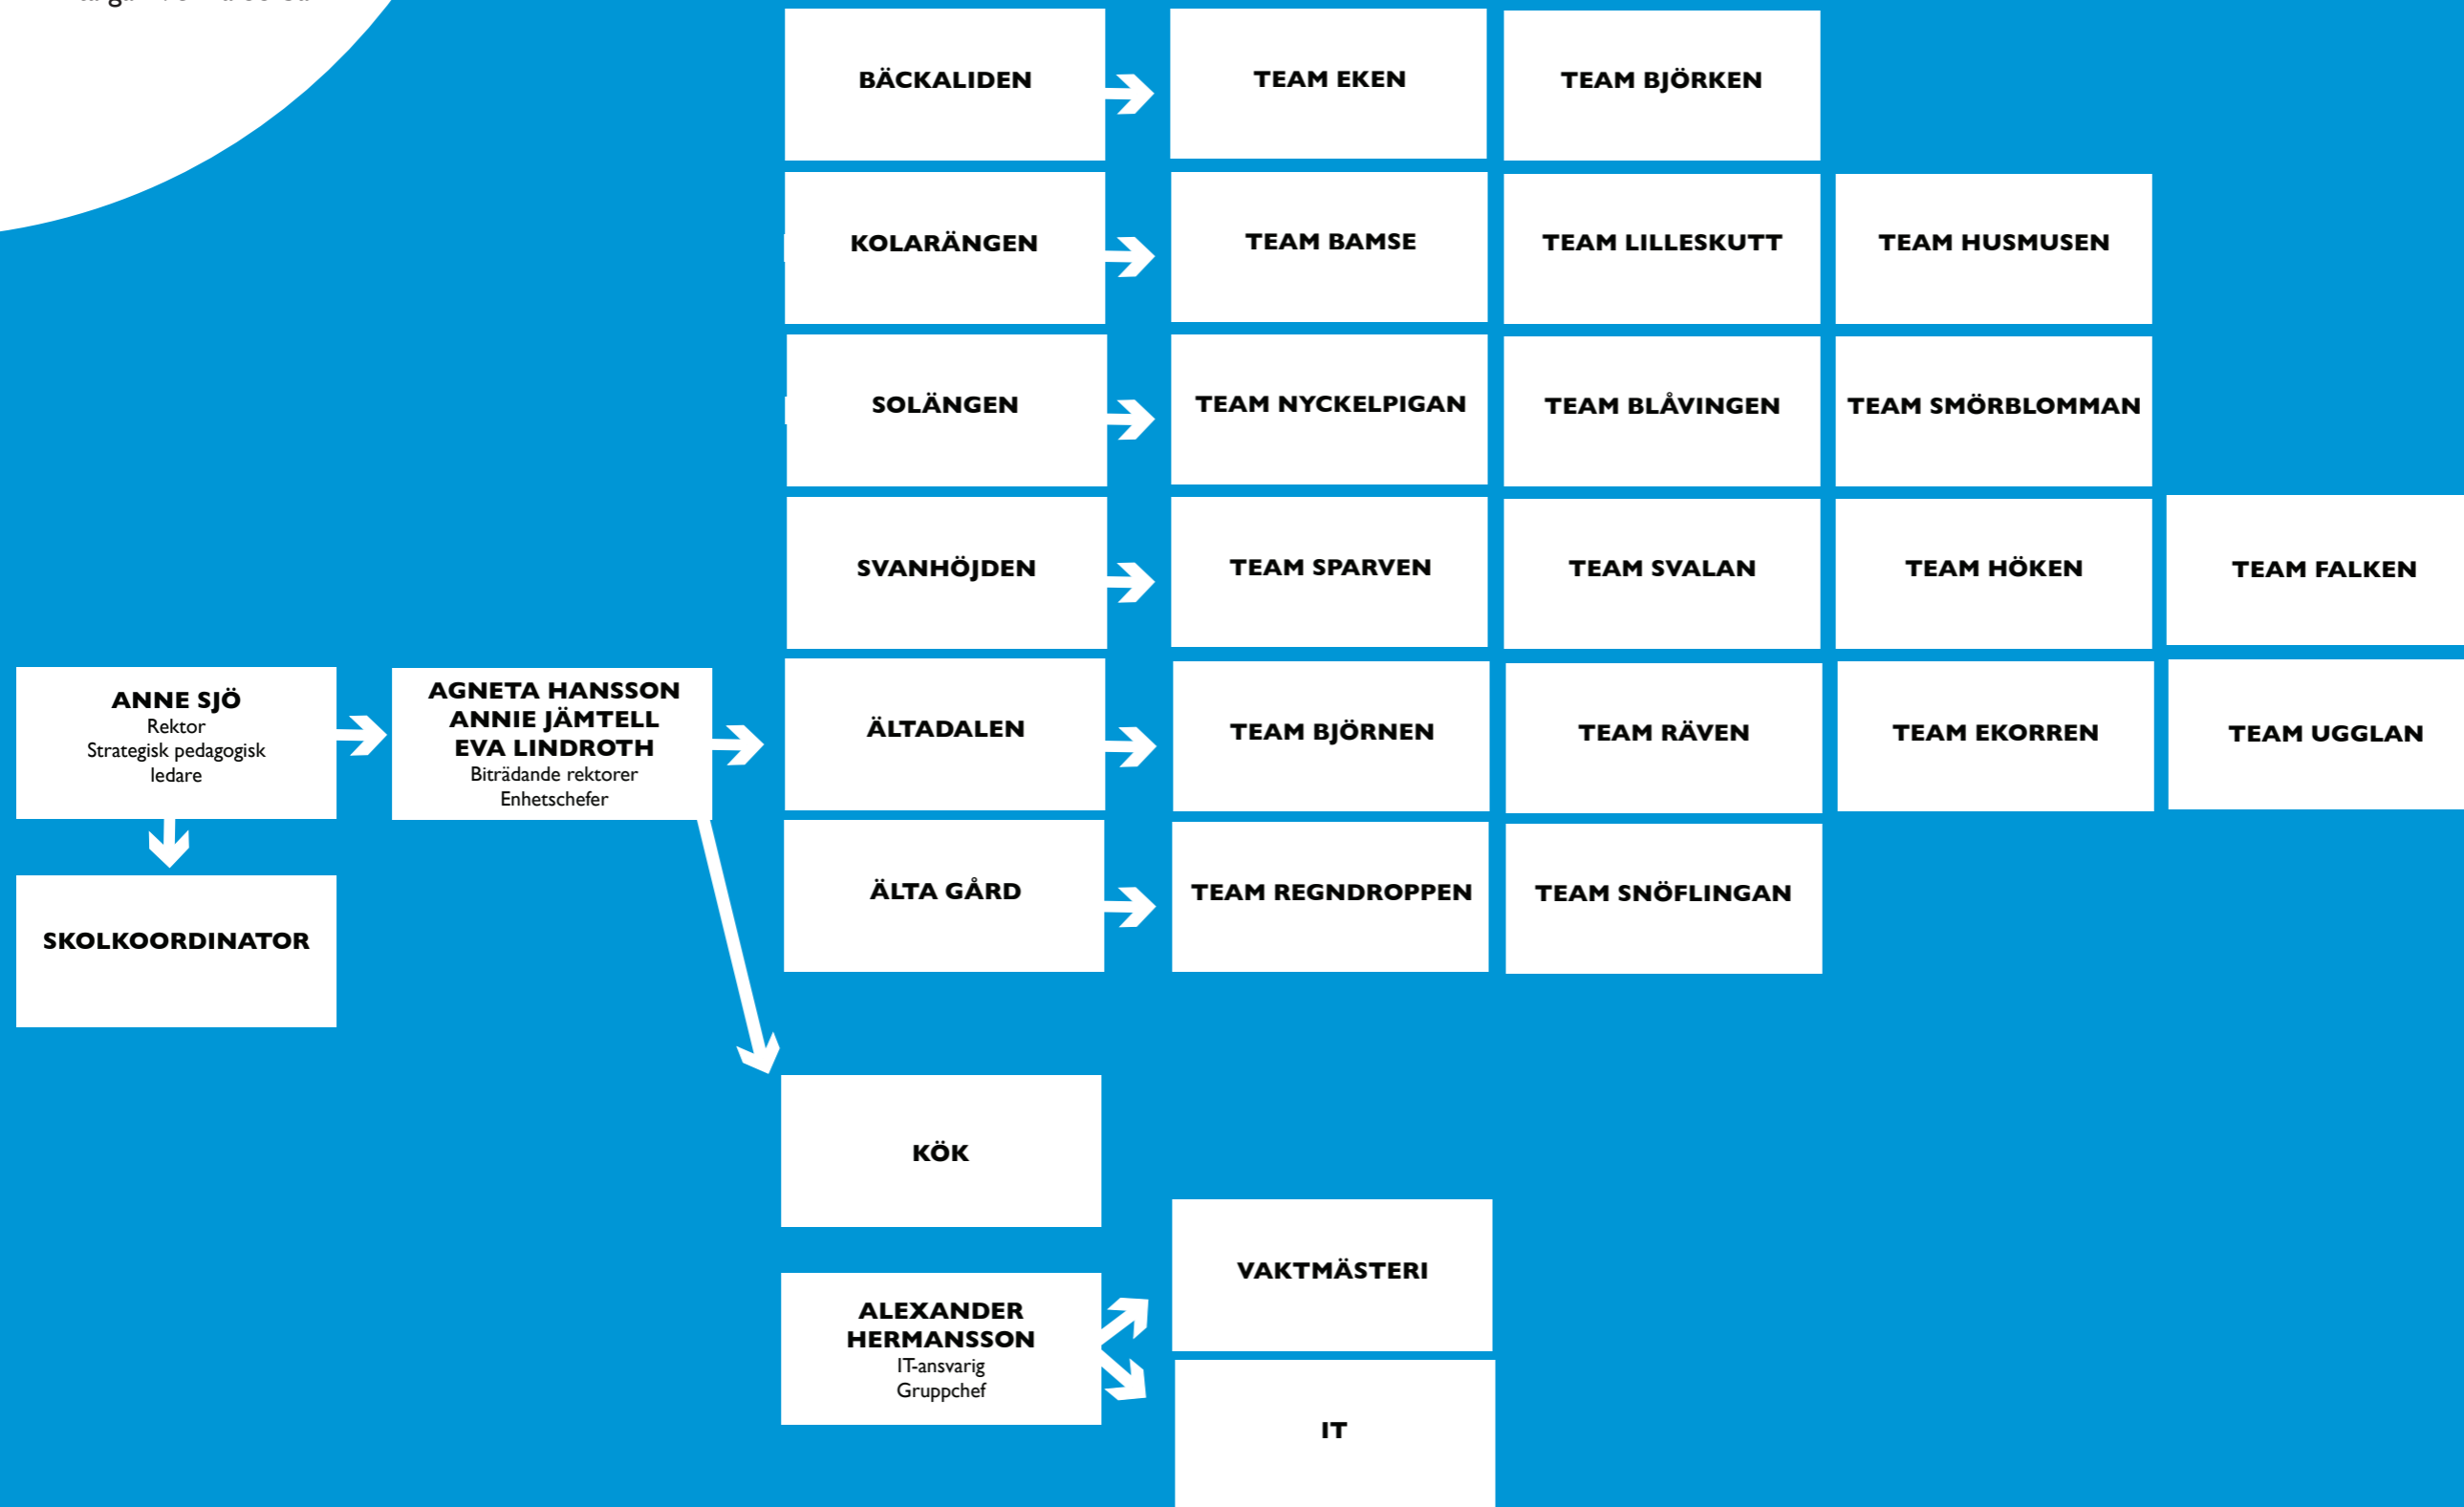 BÄCKALIDEN
TEAM EKEN
TEAM BJÖRKEN
KOLARÄNGEN
TEAM BAMSE
TEAM LILLESKUTT
TEAM HUSMUSEN
SOLÄNGEN
TEAM NYCKELPIGAN
TEAM BLÅVINGEN
TEAM SMÖRBLOMMAN
SVANHÖJDEN
TEAM SPARVEN
TEAM SVALAN
TEAM HÖKEN
TEAM FALKEN
ANNE SJÖ
Rektor
Strategisk pedagogisk
ledare
AGNETA HANSSON
ANNIE JÄMTELL
EVA LINDROTH
Biträdande rektorer
Enhetschefer
ÄLTADALEN
TEAM BJÖRNEN
TEAM RÄVEN
TEAM EKORREN
TEAM UGGLAN
ÄLTA GÅRD
TEAM REGNDROPPEN
TEAM SNÖFLINGAN
SKOLKOORDINATOR
KÖK
VAKTMÄSTERI
ALEXANDER
HERMANSSON
IT-ansvarig
Gruppchef
IT